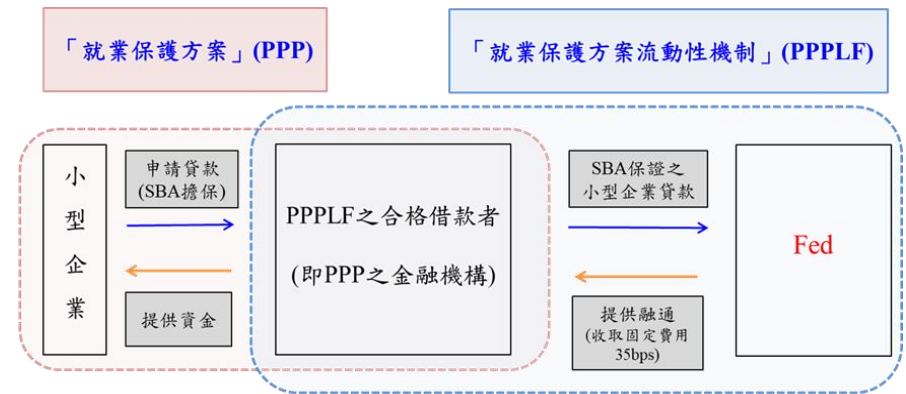 「就業保護方案」(PPP)
「就業保護方案流動性機制」(PPPLF)
小
型
企
業
申請貸款
(SBA擔保)
提供資金
PPPLF之合格借款者
(即PPP之金融機構)
SBA保證之
小型企業貸款
提供融通
(收取固定費用
35bps)
Fed